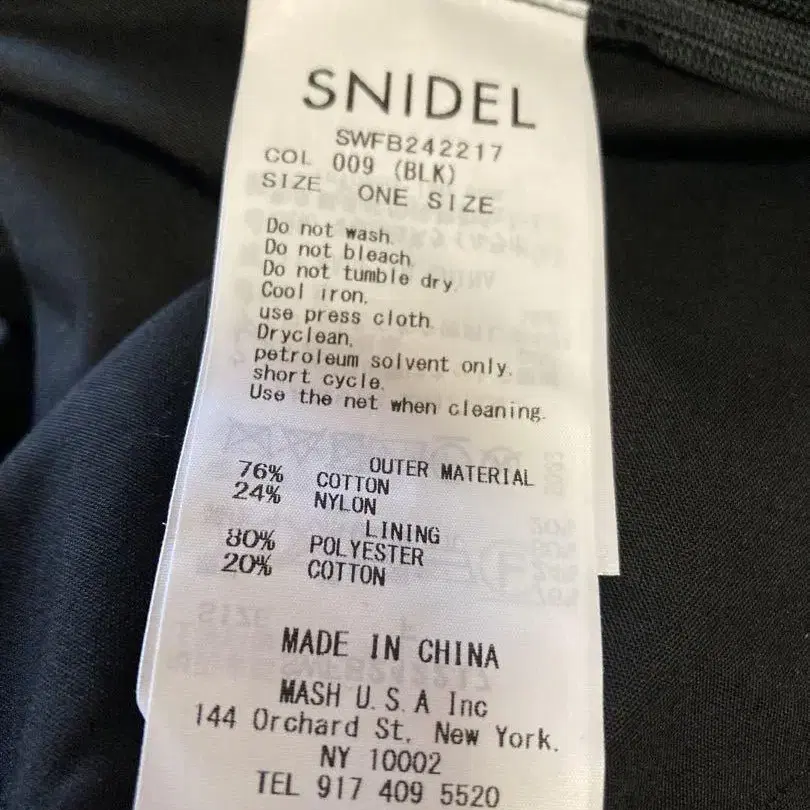 SNIDEL
SWFB242217
COL 009 (BLK)
SIZE ONE SIZE
Do not wash.
Do not bleach.
Do not tumble dry.
Cool iron,
use press cloth.
Dryclean,
petroleum solvent only.
short cycle.
Use the net when cleaning.
OUTER MATERIAL
76% COTTON
24% NYLON
LINING
80% POLYESTER
20% COTTON
MADE IN CHINA
MASH U.S.A Inc
144 Orchard St, New York.
NY 10002
TEL 917 409 5520